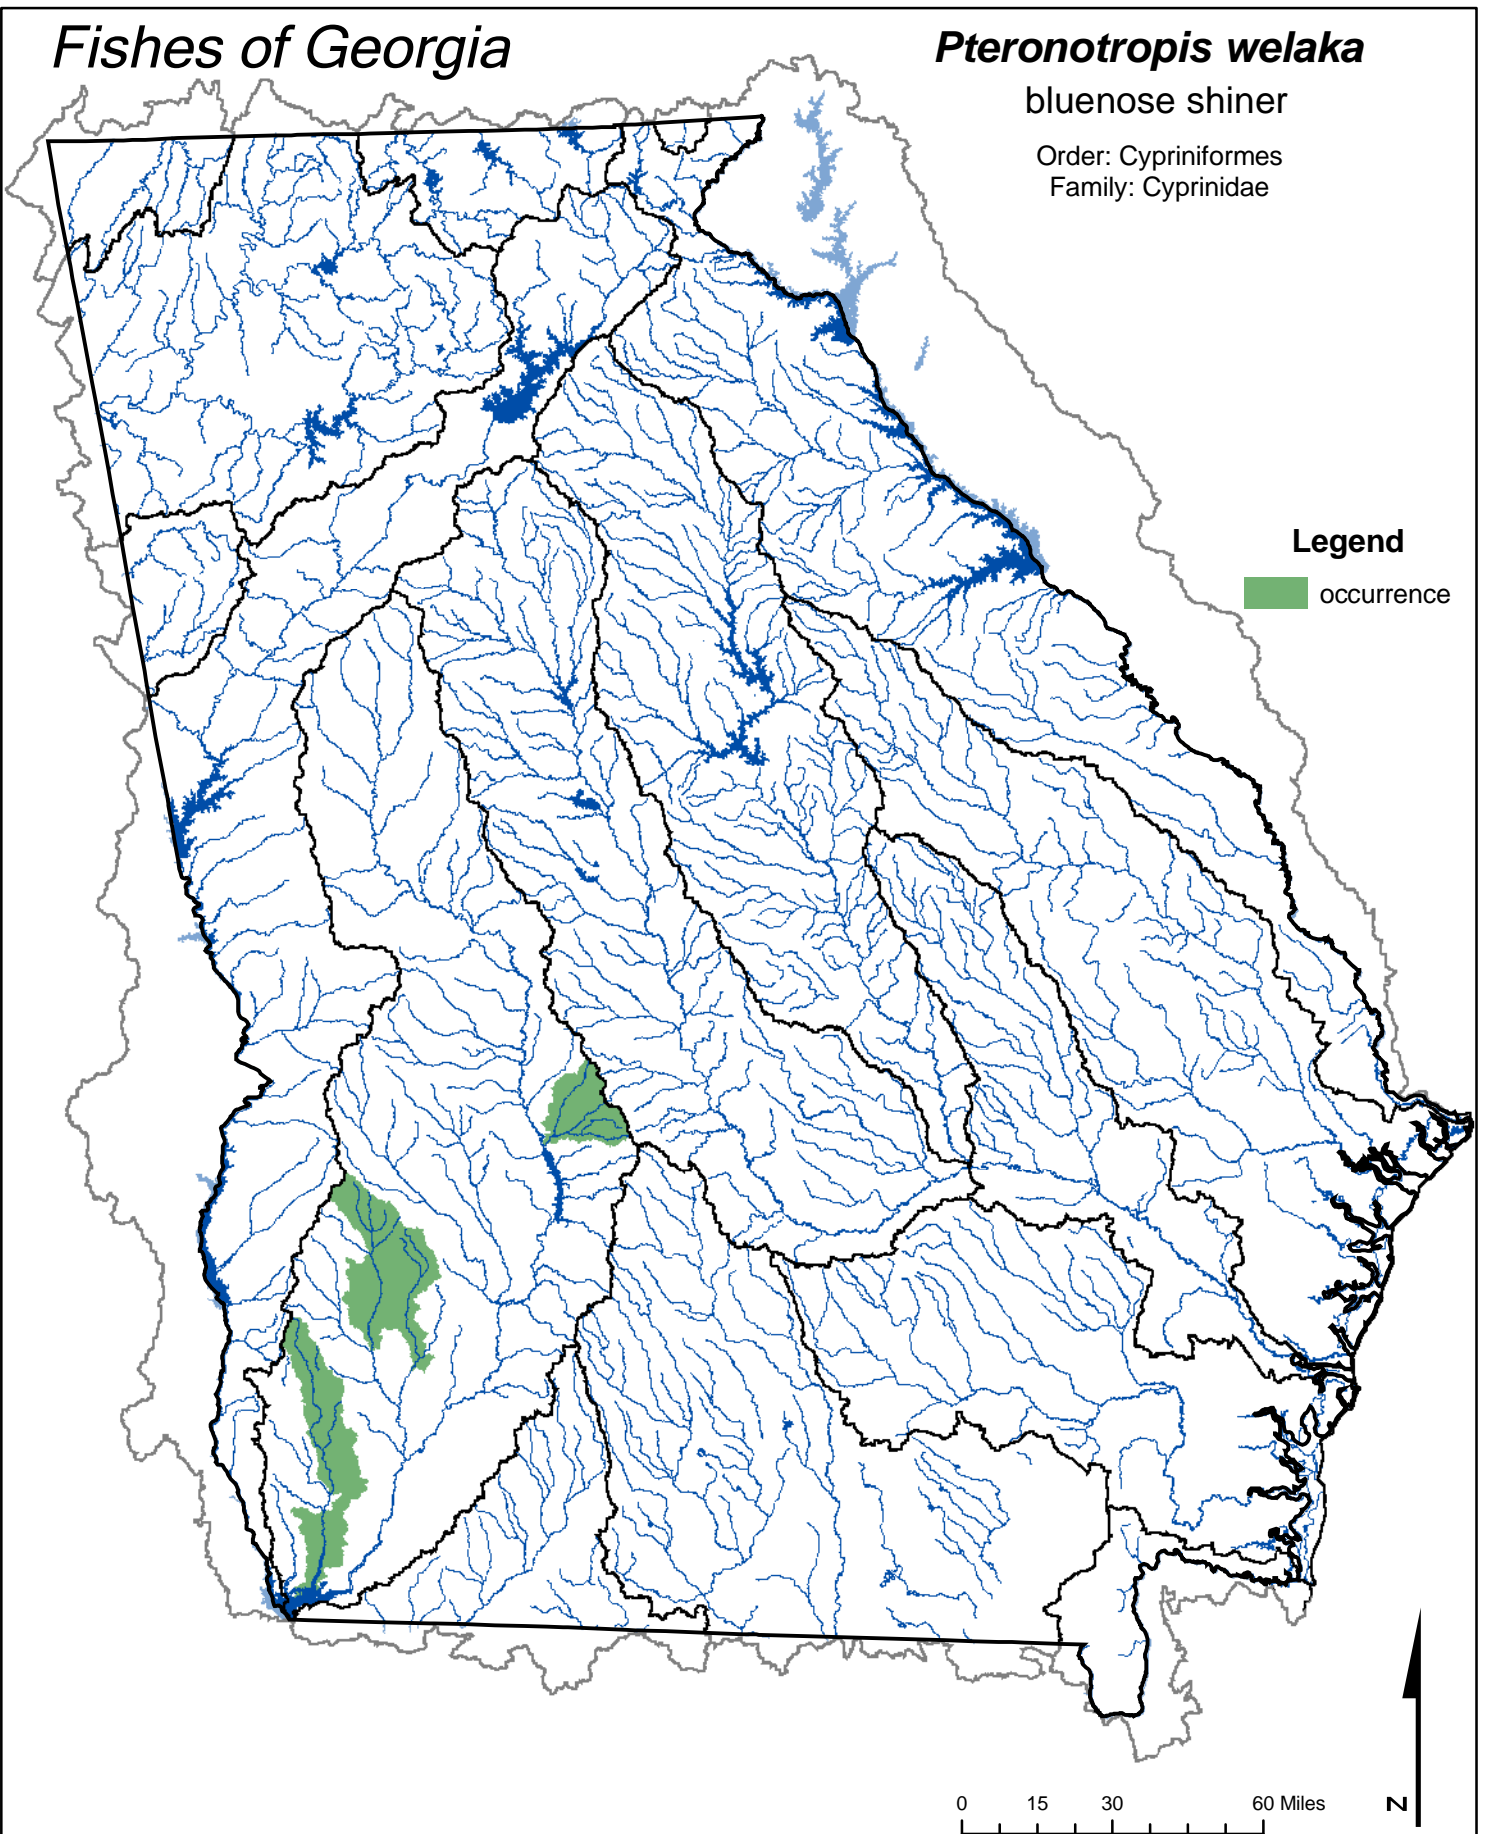 Fishes of Georgia
Pteronotropis welaka
bluenose shiner
Order: Cypriniformes
Family: Cyprinidae
Legend
occurrence
0 15 30 60 Miles
N